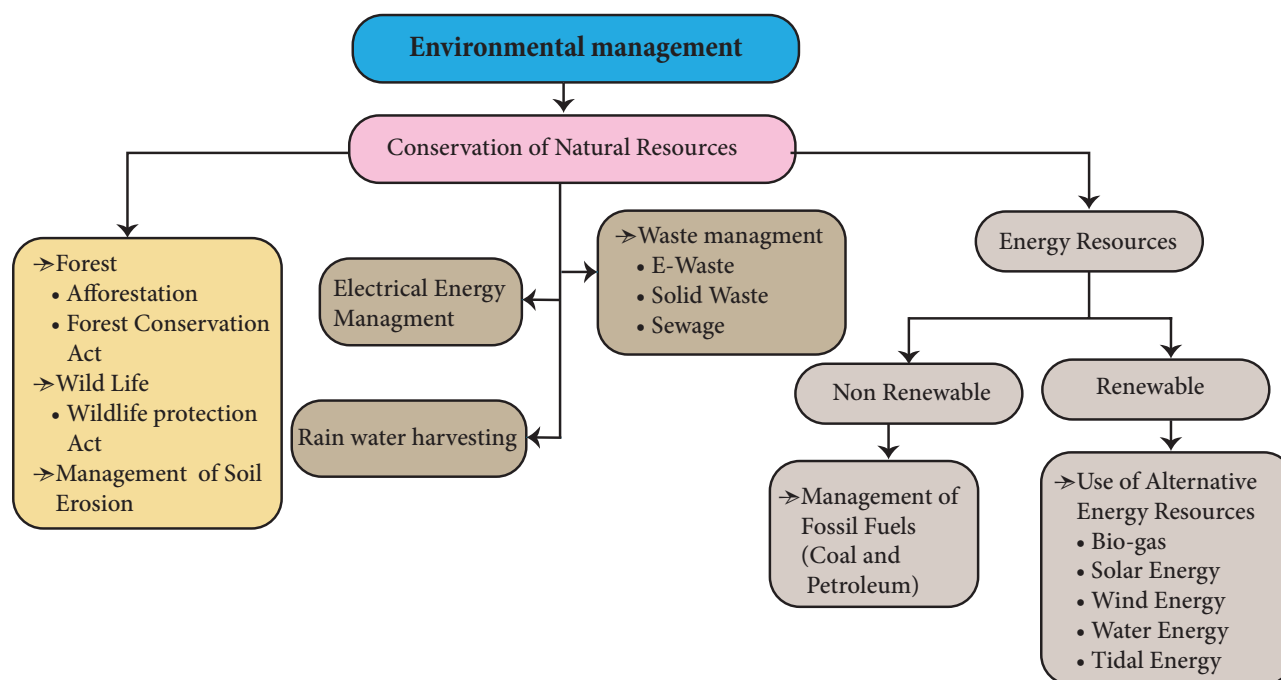 Environmental management
Conservation of Natural Resources
➔Forest
• Afforestation
• Forest Conservation
Act
➔Wild Life
• Wildlife protection
Act
➔Management of Soil
Erosion
Electrical Energy
Managment
Rain water harvesting
➔Waste managment
• E-Waste
• Solid Waste
• Sewage
Energy Resources
Non Renewable
Renewable
➔Management of
Fossil Fuels
(Coal and
Petroleum)
➔Use of Alternative
Energy Resources
• Bio-gas
• Solar Energy
• Wind Energy
• Water Energy
• Tidal Energy